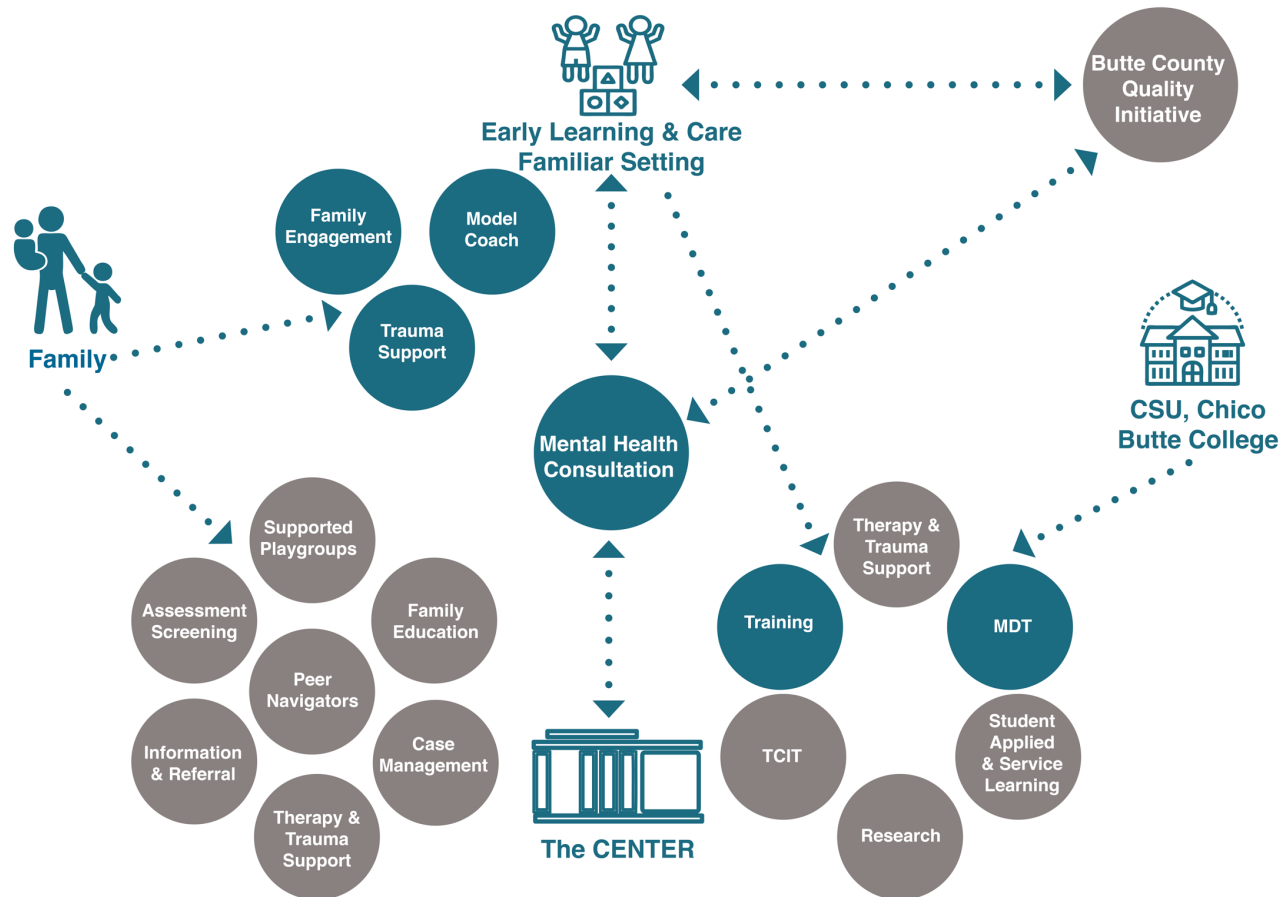 Butte County
Quality
Initiative
Early Learning & Care
Familiar Setting
Family
Engagement
Model
Coach
Trauma
Support
Family
Mental Health
Consultation
CSU, Chico
Butte College
Supported
Playgroups
Assessment
Screening
Family
Education
Peer
Navigators
Information
& Referral
Case
Management
Therapy &
Trauma
Support
The CENTER
Therapy &
Trauma
Support
Training
MDT
TCIT
Student
Applied
& Service
Learning
Research